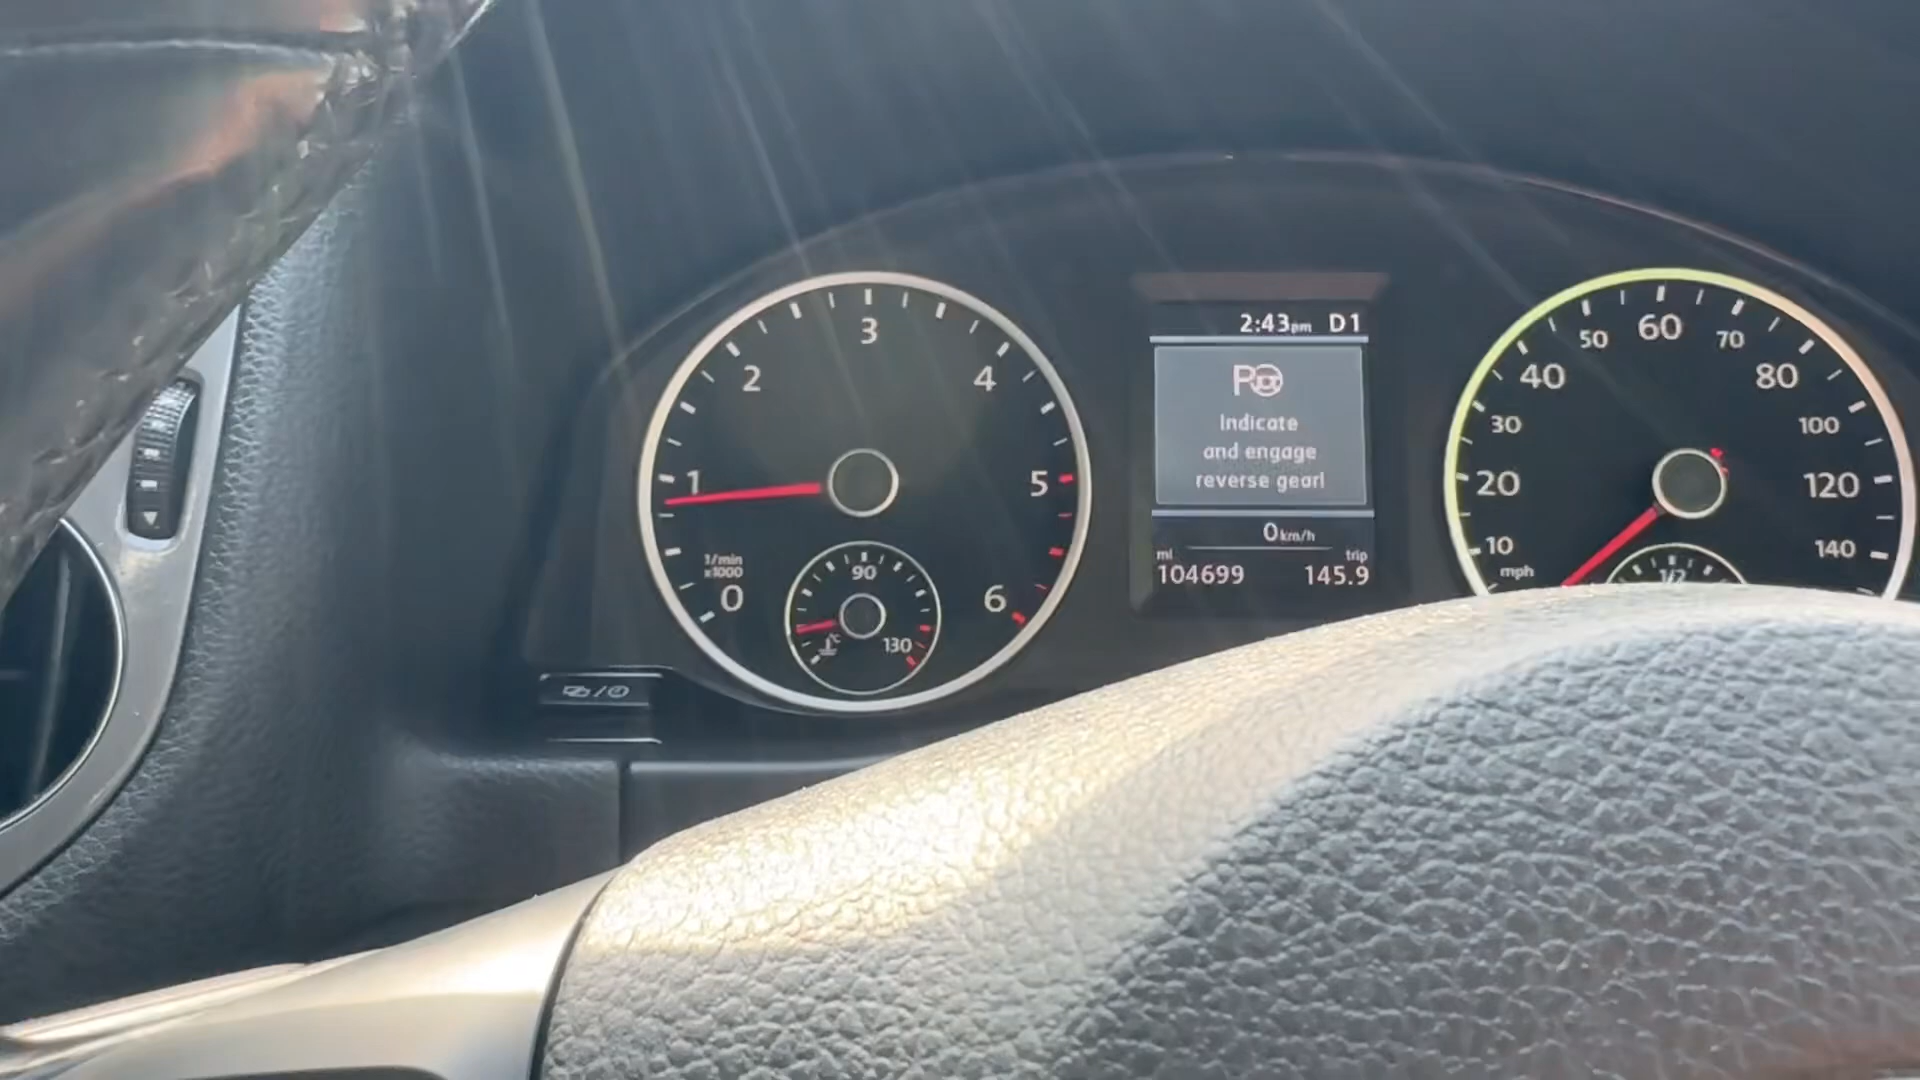 3
2
4
1
5
1/min
x1000
0
6
90
°C
130
2:43pm D1
P
Indicate
and engage
reverse gear!
0km/h
mi trip
104699 145.9
60
50 70
40 80
30 100
20 120
10 140
mph
1/2